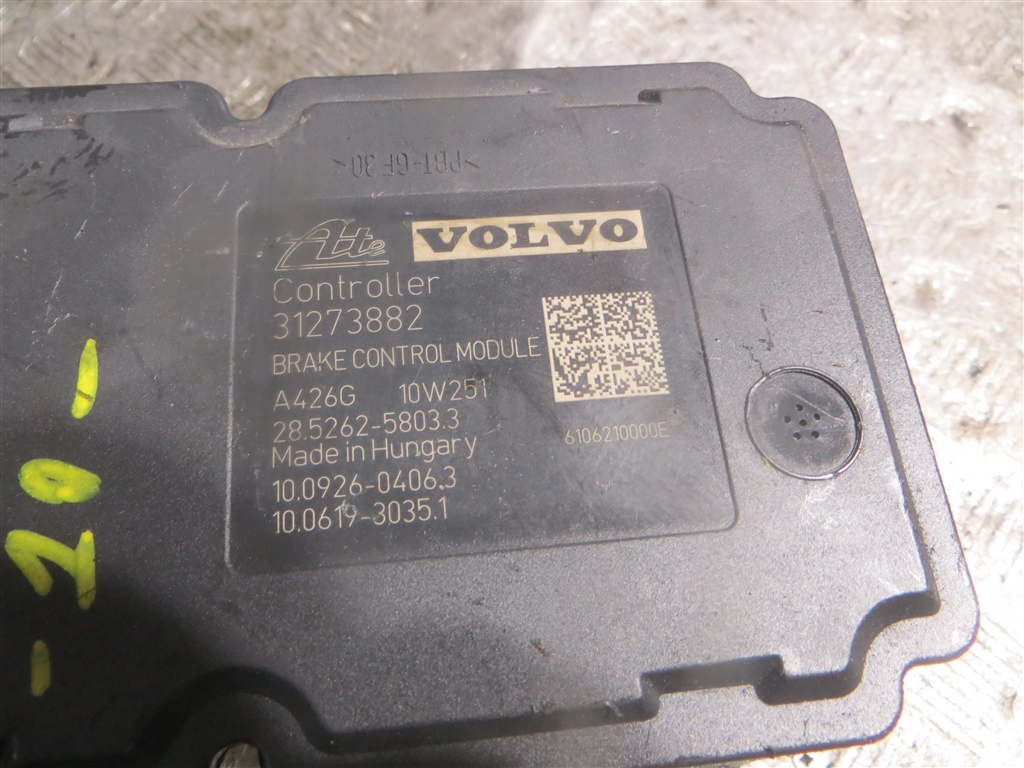 >PBT-GF30<
Ate VOLVO
Controller
31273882
BRAKE CONTROL MODULE
A426G 10W251
28.5262-5803.3
Made in Hungary
6106210000E
10.0926-0406.3
10.0619-3035.1
-201-